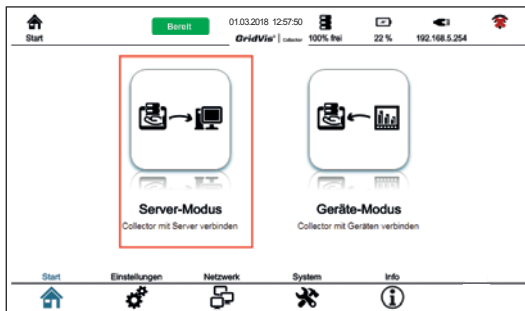 Start
Bereit
01.03.2018 12:57:50
GridVis® | Collector
100% frei
22 %
192.168.5.254
Server-Modus
Collector mit Server verbinden
Geräte-Modus
Collector mit Geräten verbinden
Start
Einstellungen
Netzwerk
System
Info